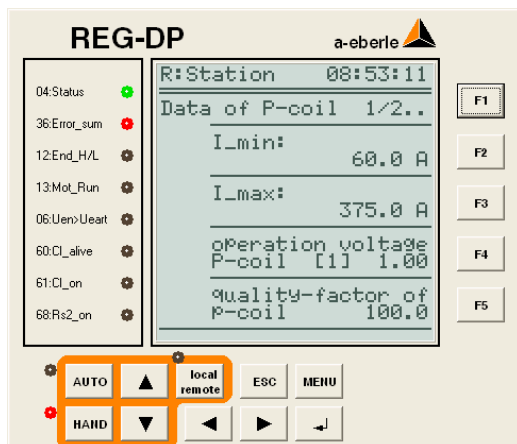 REG-DP
a-eberle
04:Status
36:Error_sum
12:End_H/L
13:Mot_Run
06:Uen>Ueart
60:CI_alive
61:CI_on
68:Rs2_on
R:Station 08:53:11
Data of P-coil 1/2..
I_min:
60.0 A
I_max:
375.0 A
operation voltage
P-coil [1] 1.00
quality-factor of
P-coil 100.0
F1
F2
F3
F4
F5
AUTO
local
remote
ESC
MENU
HAND